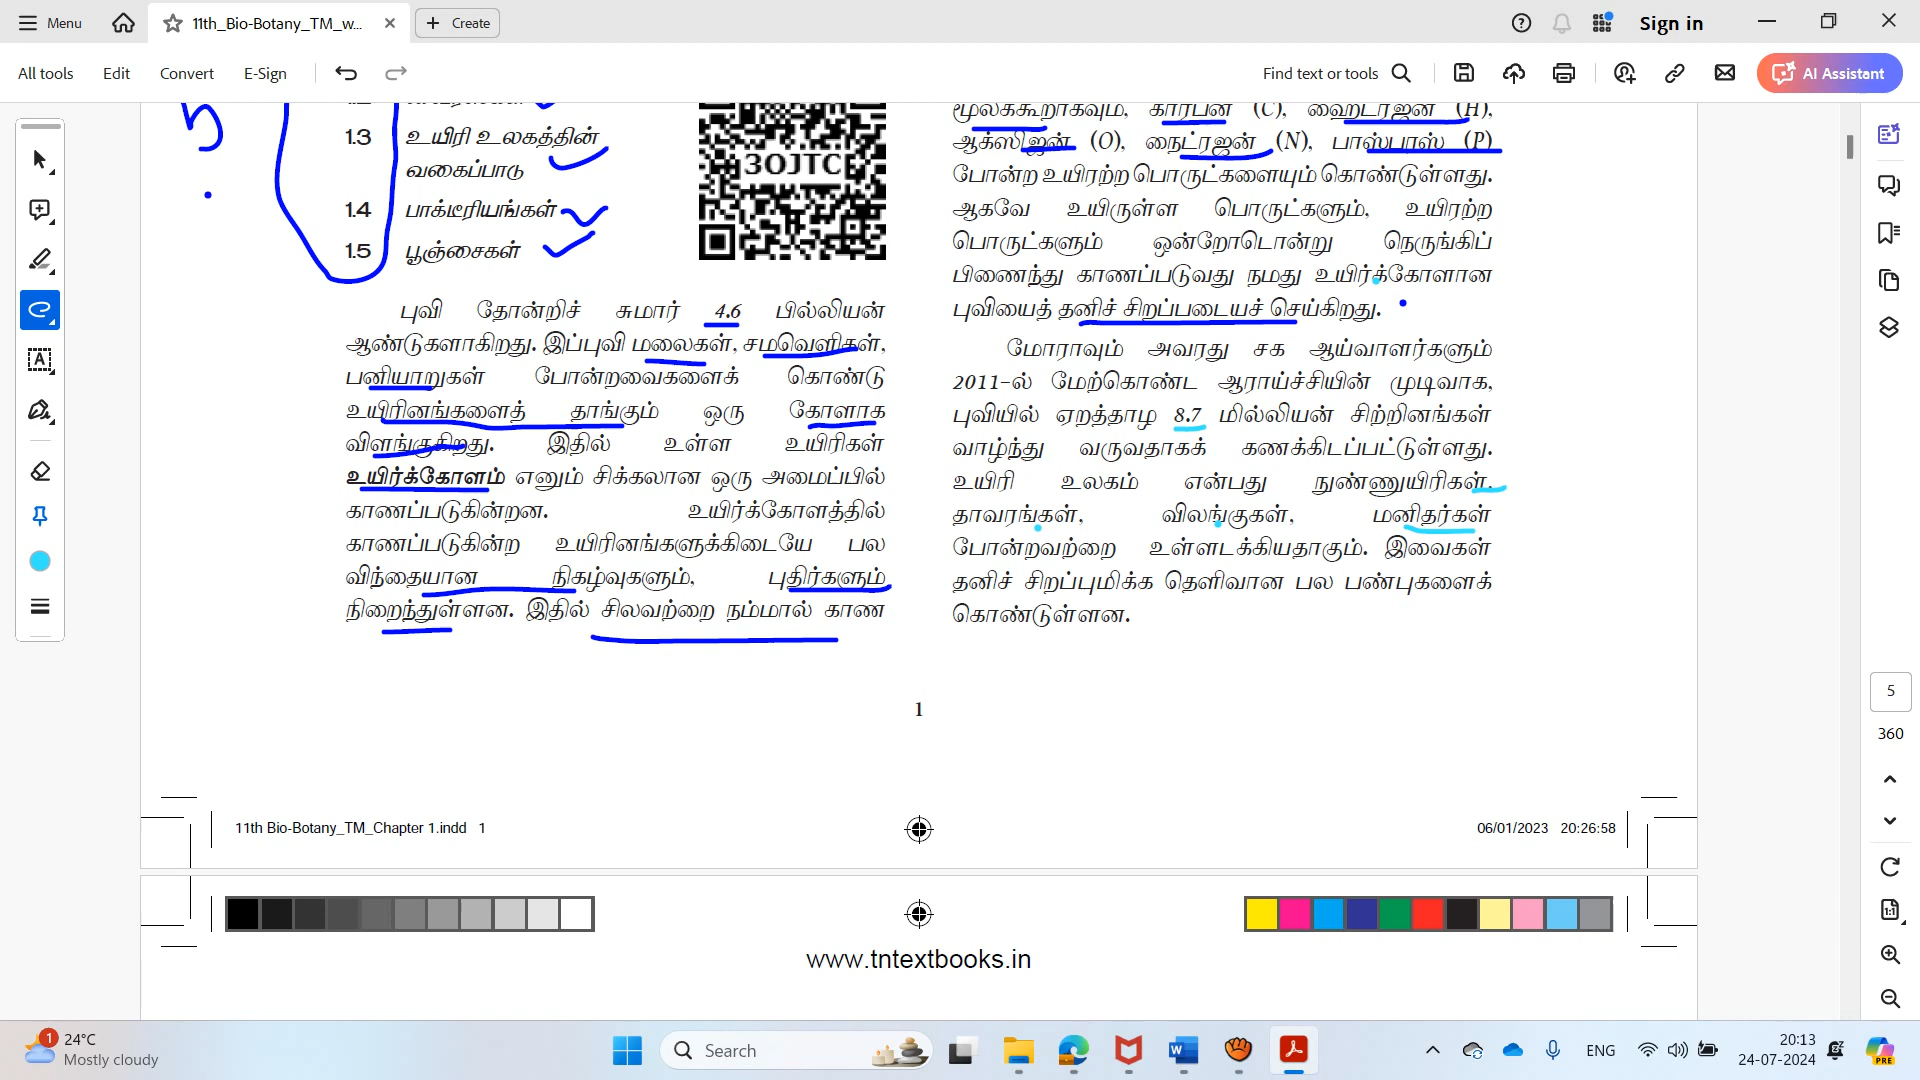 Menu
11th_Bio-Botany_TM_w...
Create
Sign in
All tools
Edit
Convert
E-Sign
Find text or tools
AI Assistant
1.3 உயிரி உலகத்தின்
வகைப்பாடு
1.4 பாக்டீரியங்கள்
1.5 பூஞ்சைகள்
3OJTC
புவி தோன்றிச் சுமார் 4.6 பில்லியன்
ஆண்டுகளாகிறது. இப்புவி மலைகள், சமவெளிகள்,
பனியாறுகள் போன்றவைகளைக் கொண்டு
உயிரினங்களைத் தாங்கும் ஒரு கோளாக
விளங்குகிறது. இதில் உள்ள உயிரிகள்
உயிர்க்கோளம் எனும் சிக்கலான ஒரு அமைப்பில்
காணப்படுகின்றன. உயிர்க்கோளத்தில்
காணப்படுகின்ற உயிரினங்களுக்கிடையே பல
விந்தையான நிகழ்வுகளும், புதிர்களும்
நிறைந்துள்ளன. இதில் சிலவற்றை நம்மால் காண
மூலக்கூறாகவும், கார்பன் (C), ஹைட்ரஜன் (H),
ஆக்ஸிஜன் (O), நைட்ரஜன் (N), பாஸ்பரஸ் (P)
போன்ற உயிரற்ற பொருட்களையும் கொண்டுள்ளது.
ஆகவே உயிருள்ள பொருட்களும், உயிரற்ற
பொருட்களும் ஒன்றோடொன்று நெருங்கிப்
பிணைந்து காணப்படுவது நமது உயிர்க்கோளான
புவியைத் தனிச் சிறப்படையச் செய்கிறது.
மோராவும் அவரது சக ஆய்வாளர்களும்
2011-ல் மேற்கொண்ட ஆராய்ச்சியின் முடிவாக,
புவியில் ஏறத்தாழ 8.7 மில்லியன் சிற்றினங்கள்
வாழ்ந்து வருவதாகக் கணக்கிடப்பட்டுள்ளது.
உயிரி உலகம் என்பது நுண்ணுயிரிகள்,
தாவரங்கள், விலங்குகள், மனிதர்கள்
போன்றவற்றை உள்ளடக்கியதாகும். இவைகள்
தனிச் சிறப்புமிக்க தெளிவான பல பண்புகளைக்
கொண்டுள்ளன.
1
11th Bio-Botany_TM_Chapter 1.indd 1
06/01/2023 20:26:58
www.tntextbooks.in
5
360
1
24°C
Mostly cloudy
Search
ENG
20:13
24-07-2024
PRE